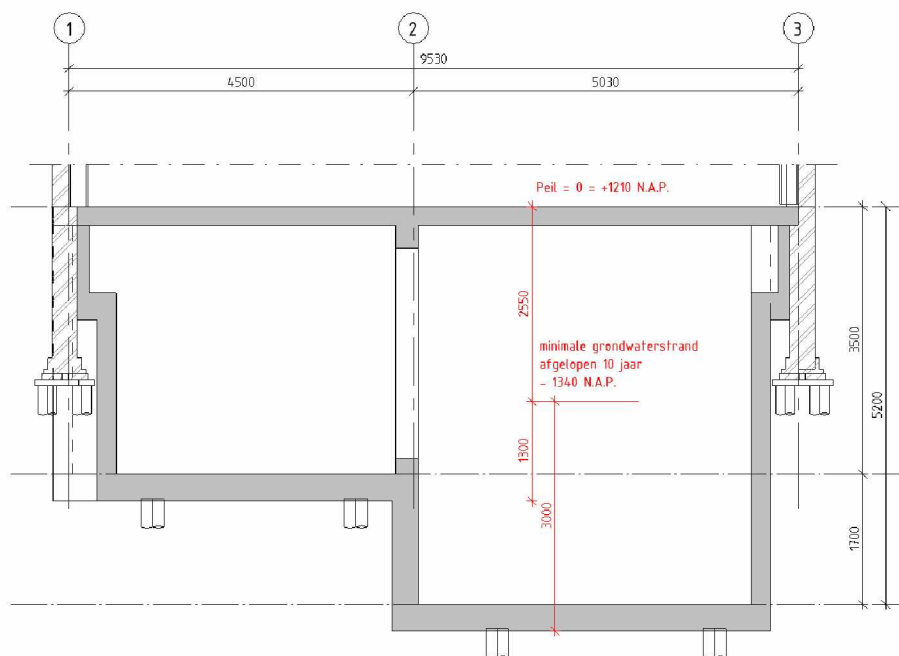 1 2 3
9530
4500 5030
Peil = 0 = +1210 N.A.P.
2550
3500
minimale grondwaterstrand
afgelopen 10 jaar
- 1340 N.A.P.
5200
1300
3000
1700